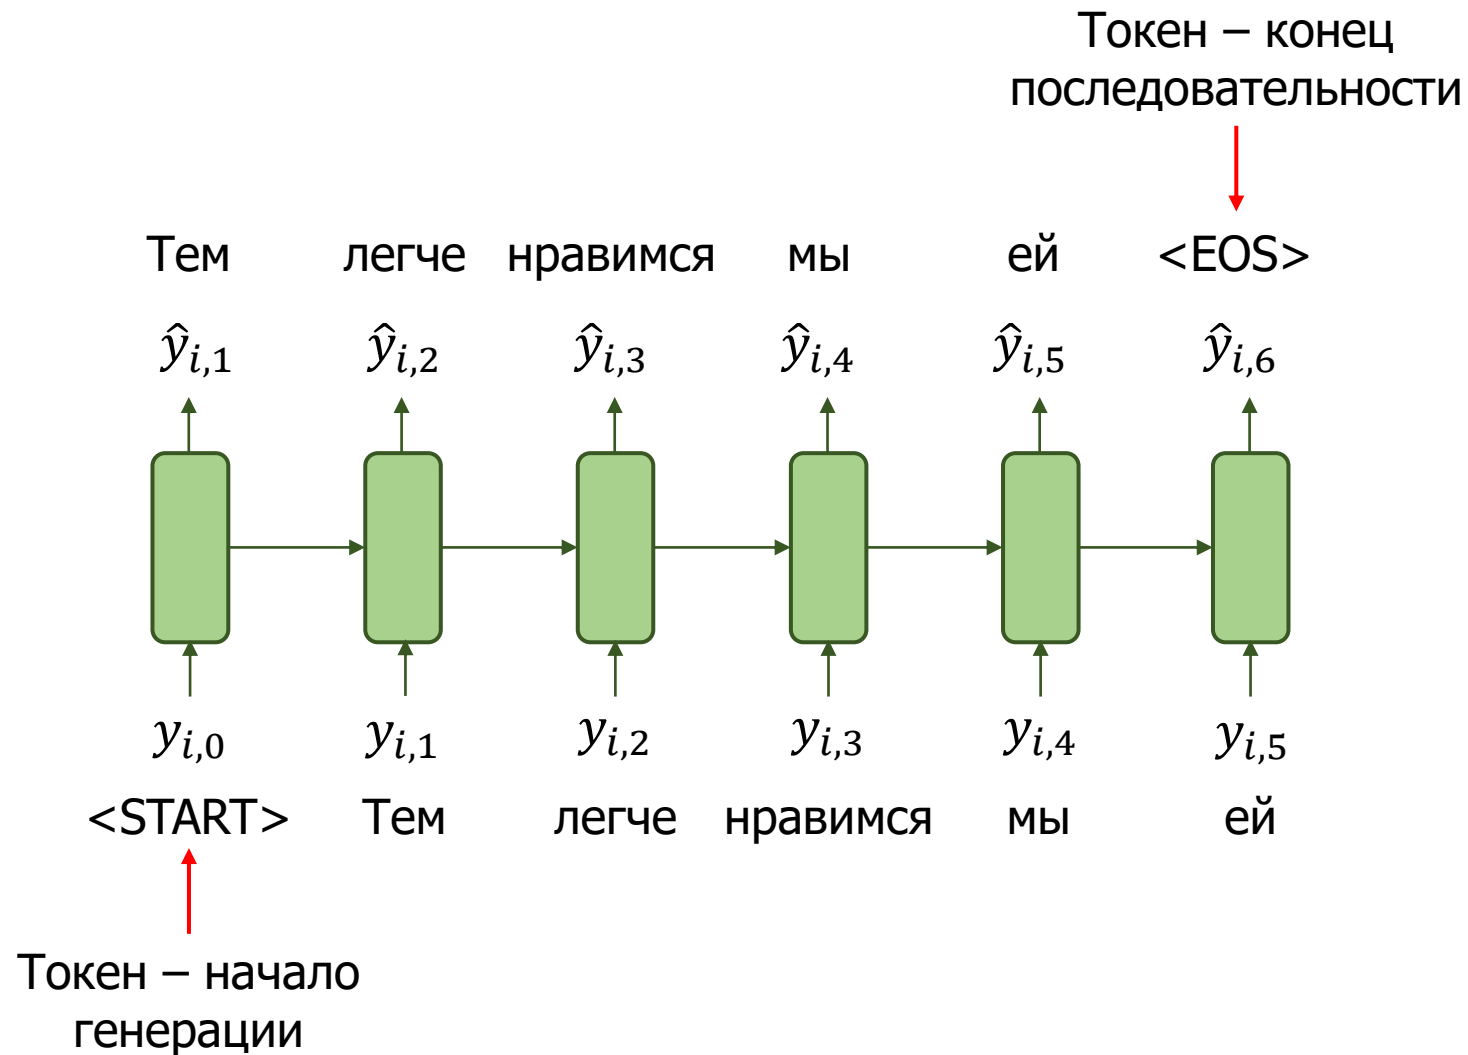 Токен – конец
последовательности
Тем легче нравимся мы ей <EOS>
ŷᵢ,₁ ŷᵢ,₂ ŷᵢ,₃ ŷᵢ,₄ ŷᵢ,₅ ŷᵢ,₆
yᵢ,₀ yᵢ,₁ yᵢ,₂ yᵢ,₃ yᵢ,₄ yᵢ,₅
<START> Тем легче нравимся мы ей
Токен – начало
генерации